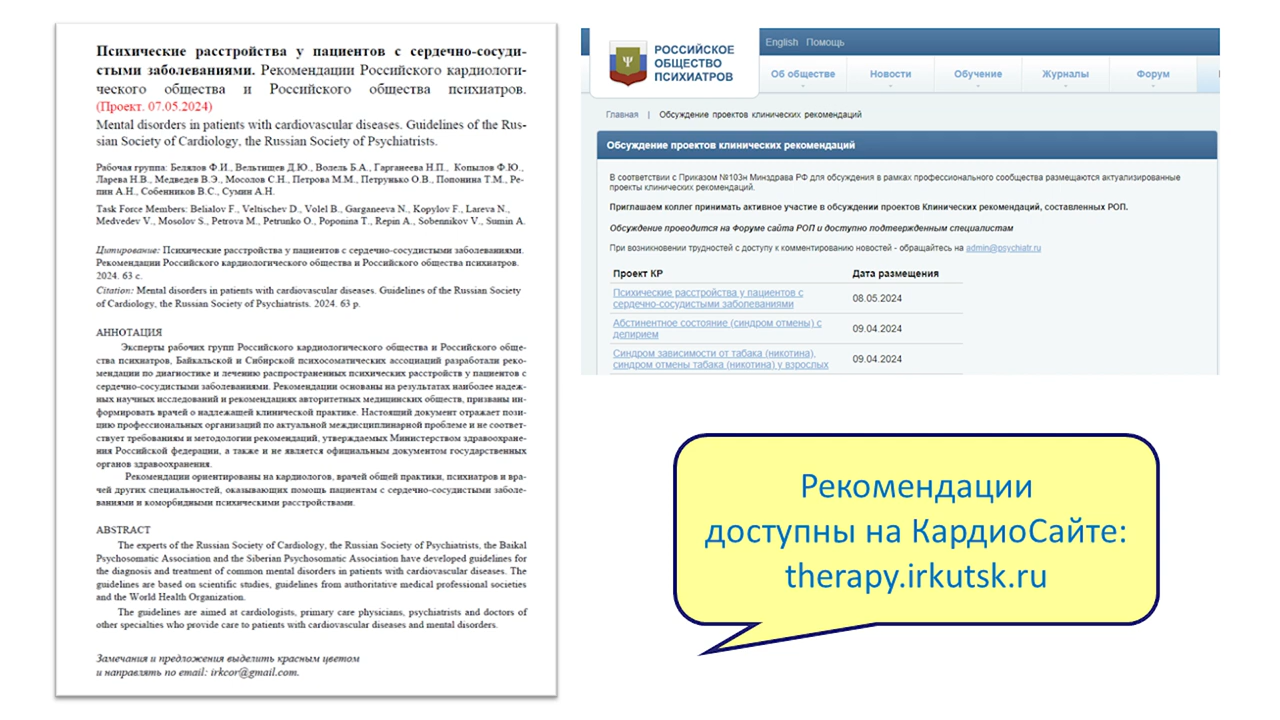 Психические расстройства у пациентов с сердечно-сосуди-
стыми заболеваниями. Рекомендации Российского кардиологи-
ческого общества и Российского общества психиатров.
(Проект. 07.05.2024)
Mental disorders in patients with cardiovascular diseases. Guidelines of the Rus-
sian Society of Cardiology, the Russian Society of Psychiatrists.
Рабочая группа: Белялов Ф.И., Вельтищев Д.Ю., Волель Б.А., Гарганеева Н.П., Копылов Ф.Ю.,
Ларева Н.В., Медведев В.Э., Мосолов С.Н., Петрова М.М., Петрунько О.В., Попонина Т.М., Ре-
пин А.Н., Собенников В.С., Сумин А.Н.
Task Force Members: Belialov F., Veltischev D., Volel B., Garganeeva N., Kopylov F., Lareva N.,
Medvedev V., Mosolov S., Petrova M., Petrunko O., Poponina T., Repin A., Sobennikov V., Sumin A.
Цитирование: Психические расстройства у пациентов с сердечно-сосудистыми заболеваниями.
Рекомендации Российского кардиологического общества и Российского общества психиатров.
2024. 63 с.
Citation: Mental disorders in patients with cardiovascular diseases. Guidelines of the Russian Society
of Cardiology, the Russian Society of Psychiatrists. 2024. 63 p.
АННОТАЦИЯ
Эксперты рабочих групп Российского кардиологического общества и Российского обще-
ства психиатров, Байкальской и Сибирской психосоматических ассоциаций разработали реко-
мендации по диагностике и лечению распространенных психических расстройств у пациентов с
сердечно-сосудистыми заболеваниями. Рекомендации основаны на результатах наиболее надеж-
ных научных исследований и рекомендациях авторитетных медицинских обществ, призваны ин-
формировать врачей о надлежащей клинической практике. Настоящий документ отражает пози-
цию профессиональных организаций по актуальной междисциплинарной проблеме и не соответ-
ствует требованиям и методологии рекомендаций, утверждаемых Министерством здравоохране-
ния Российской федерации, а также и не является официальным документом государственных
органов здравоохранения.
Рекомендации ориентированы на кардиологов, врачей общей практики, психиатров и вра-
чей других специальностей, оказывающих помощь пациентам с сердечно-сосудистыми заболе-
ваниями и коморбидными психическими расстройствами.
ABSTRACT
The experts of the Russian Society of Cardiology, the Russian Society of Psychiatrists, the Baikal
Psychosomatic Association and the Siberian Psychosomatic Association have developed guidelines for
the diagnosis and treatment of common mental disorders in patients with cardiovascular diseases. The
guidelines are based on scientific studies, guidelines from authoritative medical professional societies
and the World Health Organization.
The guidelines are aimed at cardiologists, primary care physicians, psychiatrists and doctors of
other specialties who provide care to patients with cardiovascular diseases and mental disorders.
Замечания и предложения выделить красным цветом
и направлять по email: irkcor@gmail.com.
English Помощь
Ψ
РОССИЙСКОЕ
ОБЩЕСТВО
ПСИХИАТРОВ
Об обществе Новости Обучение Журналы Форум
Главная | Обсуждение проектов клинических рекомендаций
Обсуждение проектов клинических рекомендаций
В соответствии с Приказом №103н Минздрава РФ для обсуждения в рамках профессионального сообщества размещаются актуализированные
проекты клинических рекомендаций.
Приглашаем коллег принимать активное участие в обсуждении проектов Клинических рекомендаций, составленных РОП.
Обсуждение проводится на Форуме сайта РОП и доступно подтвержденным специалистам
При возникновении трудностей с доступу к комментированию новостей - обращайтесь на admin@psychiatr.ru
Проект КР Дата размещения
Психические расстройства у пациентов с
сердечно-сосудистыми заболеваниями 08.05.2024
Абстинентное состояние (синдром отмены) с
делирием 09.04.2024
Синдром зависимости от табака (никотина),
синдром отмены табака (никотина) у взрослых 09.04.2024
Рекомендации
доступны на КардиоСайте:
therapy.irkutsk.ru